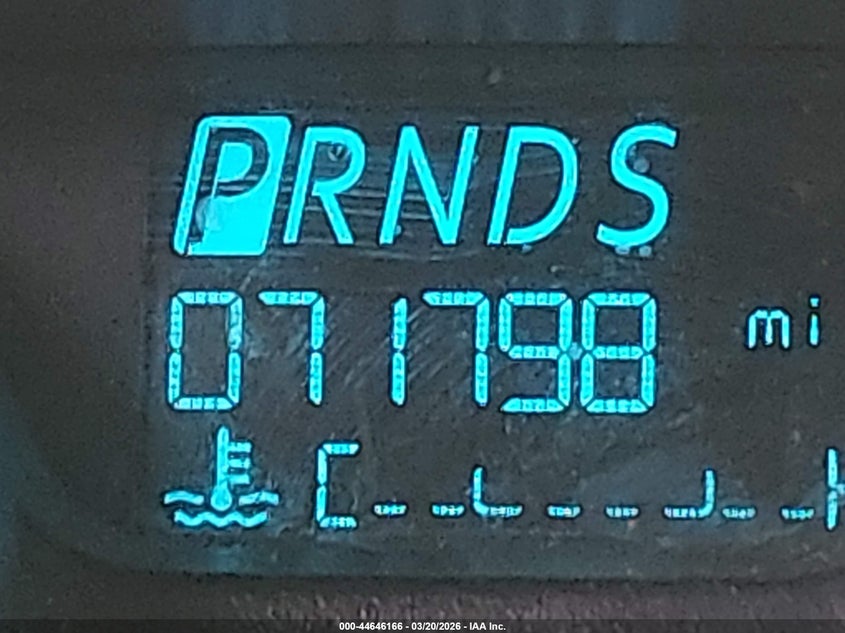 PRNDS
071798 mi
C H
000-44646166 - 03/20/2026 - IAA Inc.